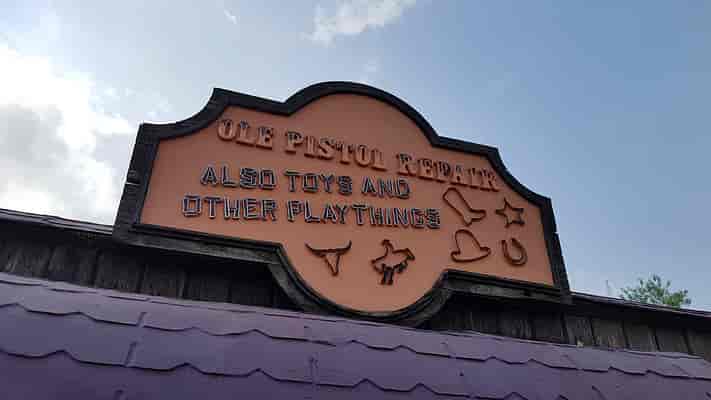 OLE PISTOL REPAIR
ALSO TOYS AND
OTHER PLAYTHINGS